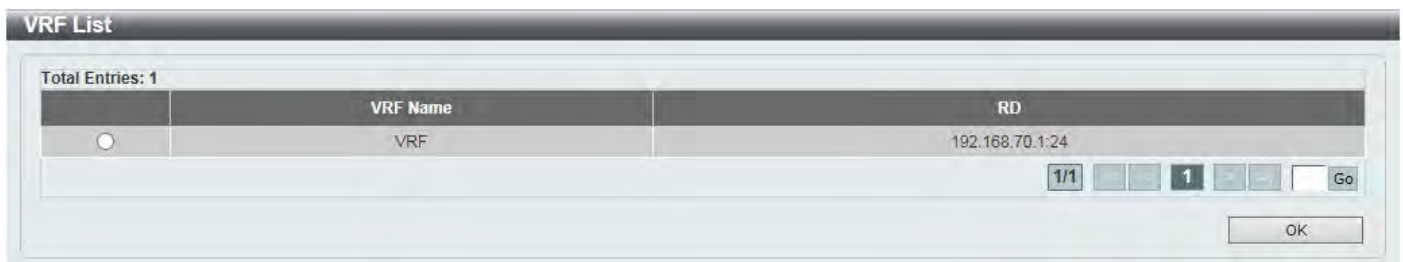 VRF List
Total Entries: 1
VRF Name RD
VRF 192.168.70.1:24
1/1 |< < 1 > >| Go
OK